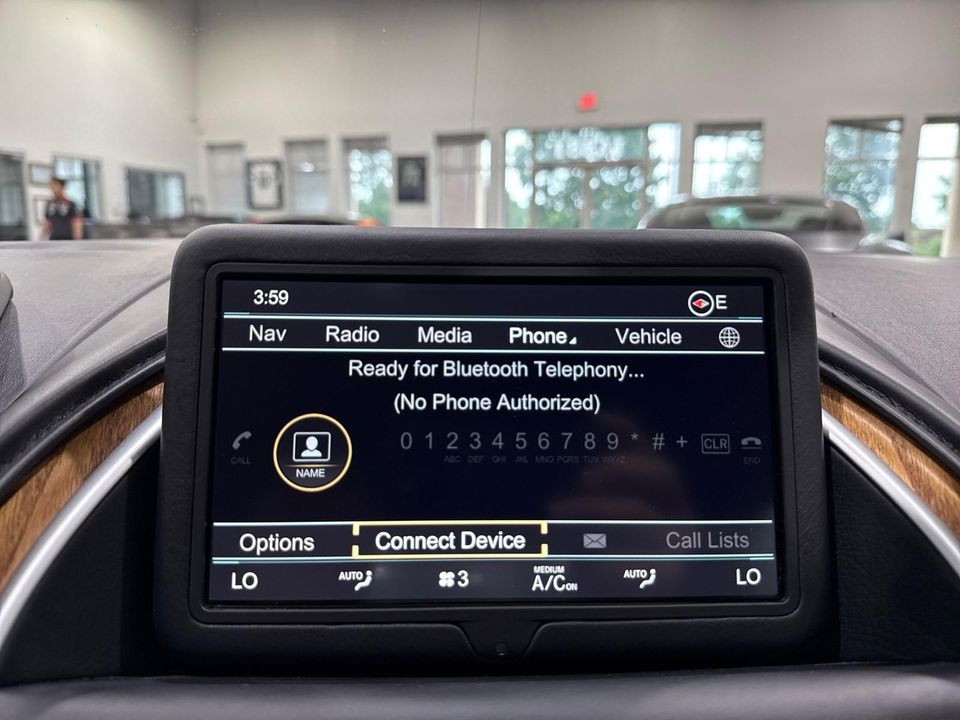 3:59 E
Nav Radio Media Phone Vehicle
Ready for Bluetooth Telephony...
(No Phone Authorized)
0 1 2 3 4 5 6 7 8 9 * # + CLR
CALL ABC DEF GHI JKL MNO PQRS TUV WXYZ END
NAME
Options Connect Device Call Lists
LO AUTO 3 MEDIUM AUTO LO
A/C ON